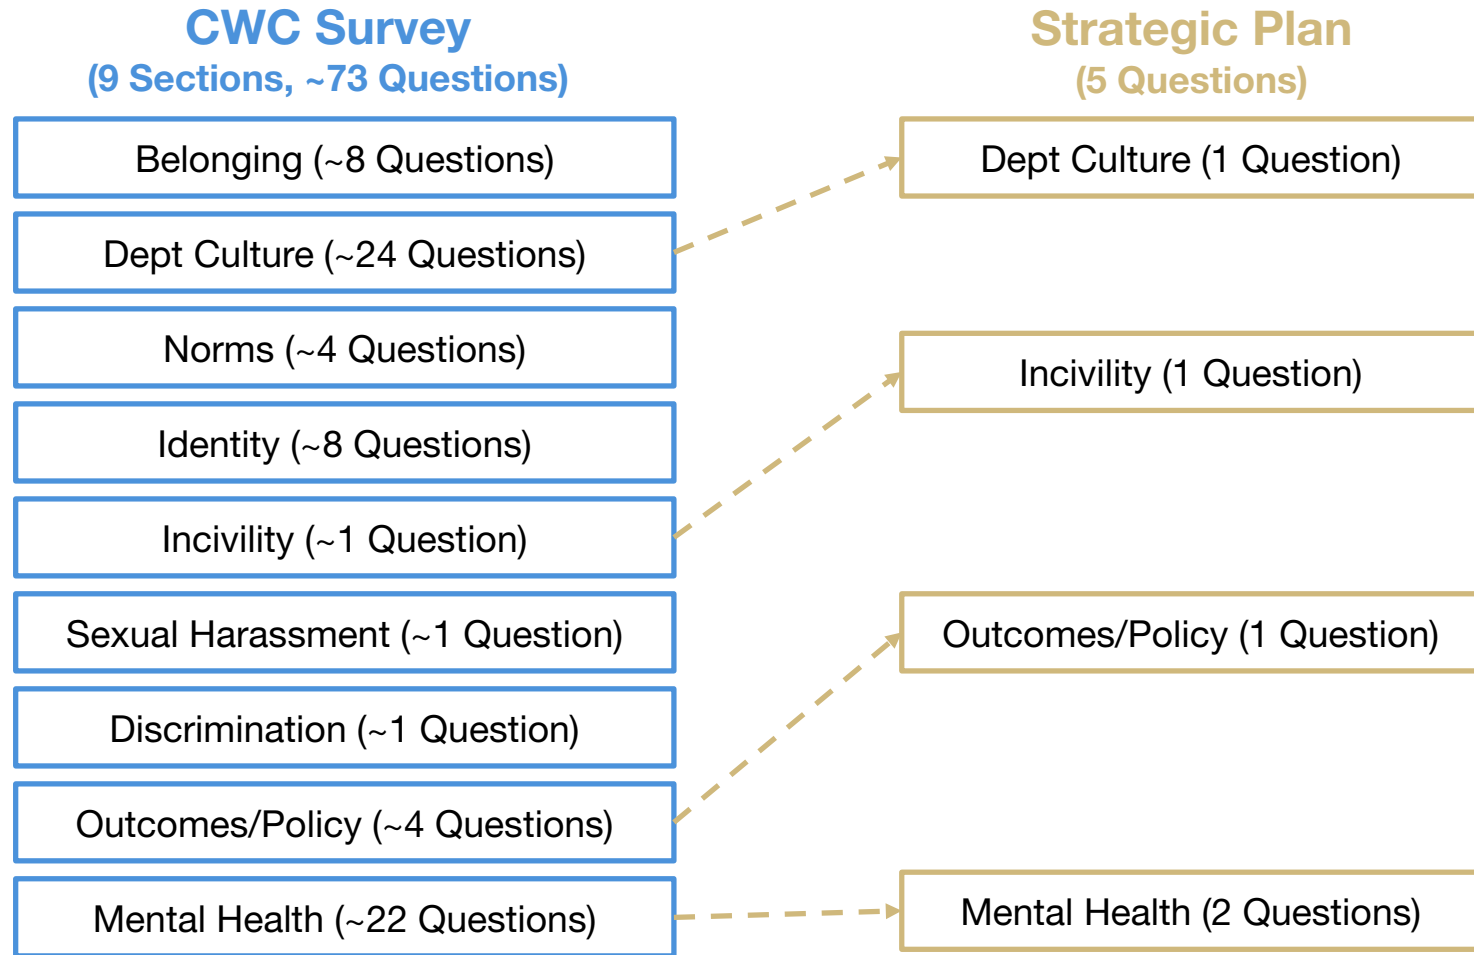 CWC Survey
(9 Sections, ~73 Questions)
Belonging (~8 Questions)
Dept Culture (~24 Questions)
Norms (~4 Questions)
Identity (~8 Questions)
Incivility (~1 Question)
Sexual Harassment (~1 Question)
Discrimination (~1 Question)
Outcomes/Policy (~4 Questions)
Mental Health (~22 Questions)
Strategic Plan
(5 Questions)
Dept Culture (1 Question)
Incivility (1 Question)
Outcomes/Policy (1 Question)
Mental Health (2 Questions)